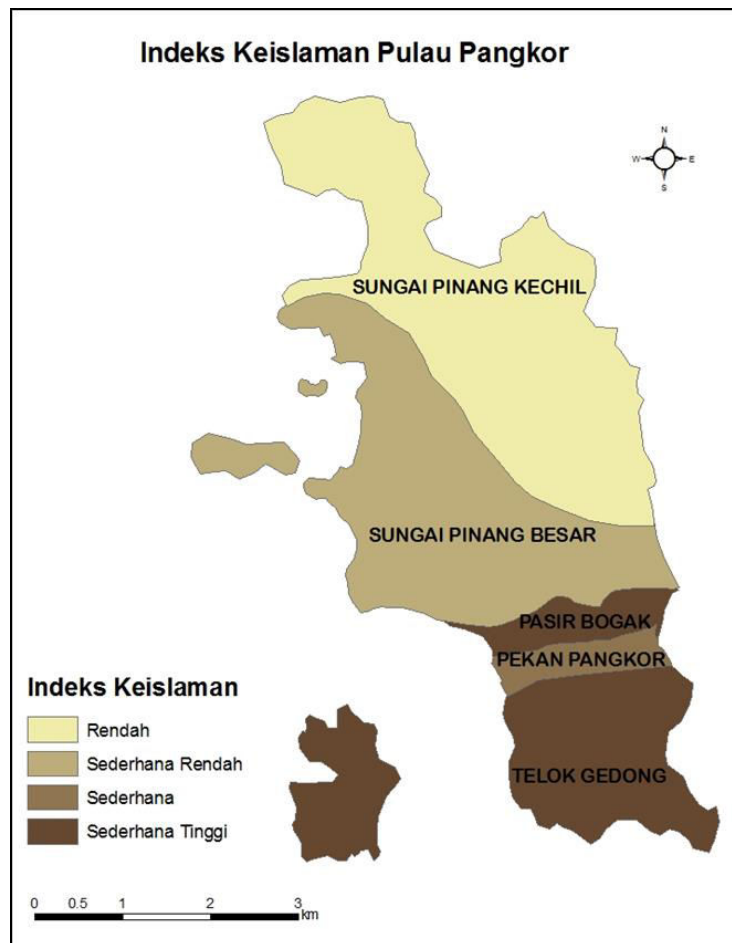 Indeks Keislaman Pulau Pangkor
N
W E
S
SUNGAI PINANG KECHIL
SUNGAI PINANG BESAR
PASIR BOGAK
PEKAN PANGKOR
TELOK GEDONG
Indeks Keislaman
Rendah
Sederhana Rendah
Sederhana
Sederhana Tinggi
0 0.5 1 2 3
km